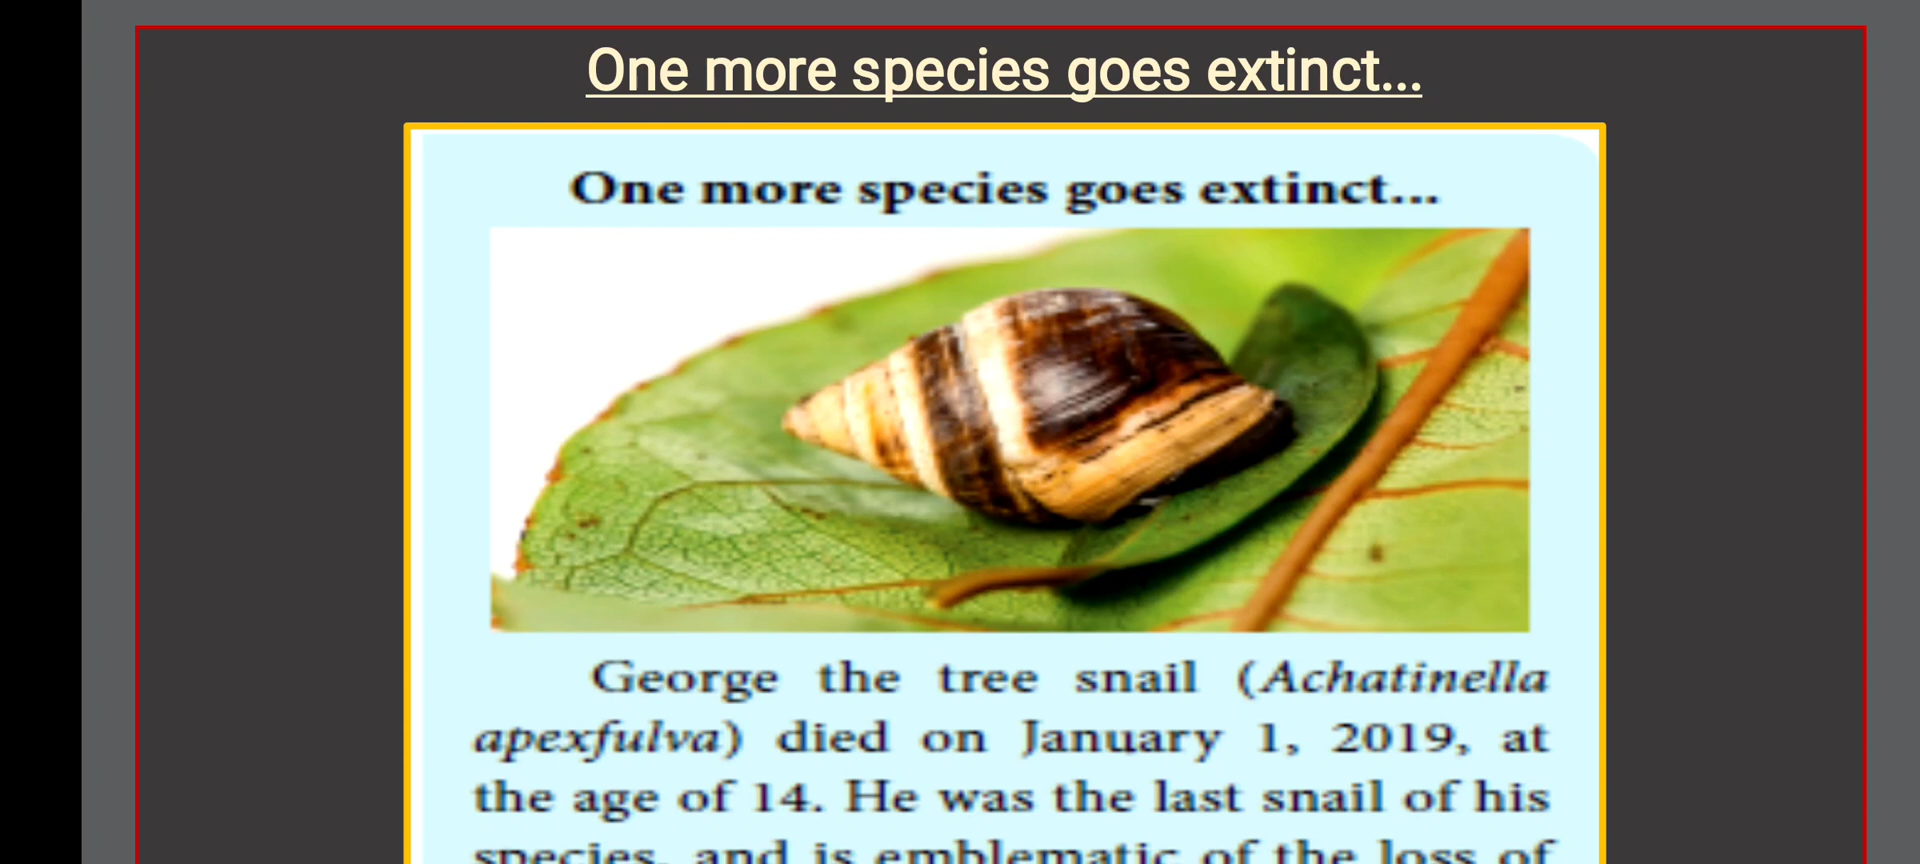 One more species goes extinct...
One more species goes extinct...
George the tree snail (Achatinella
apexfulva) died on January 1, 2019, at
the age of 14. He was the last snail of his
species, and is emblematic of the loss of